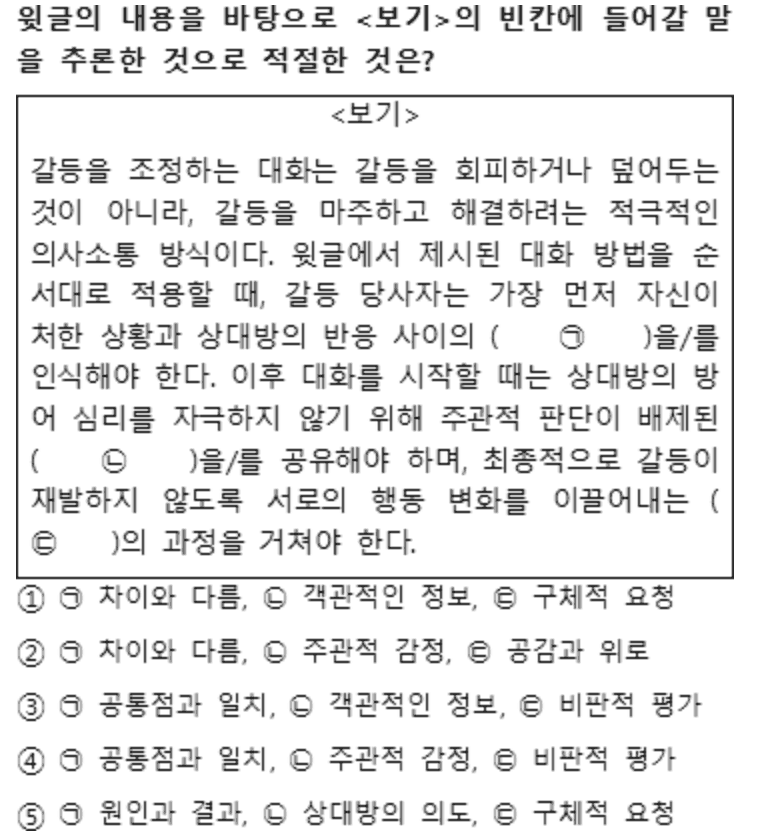 윗글의 내용을 바탕으로 <보기>의 빈칸에 들어갈 말
을 추론한 것으로 적절한 것은?
<보기>
갈등을 조정하는 대화는 갈등을 회피하거나 덮어두는
것이 아니라, 갈등을 마주하고 해결하려는 적극적인
의사소통 방식이다. 윗글에서 제시된 대화 방법을 순
서대로 적용할 때, 갈등 당사자는 가장 먼저 자신이
처한 상황과 상대방의 반응 사이의 ( ㉠ )을/를
인식해야 한다. 이후 대화를 시작할 때는 상대방의 방
어 심리를 자극하지 않기 위해 주관적 판단이 배제된
( ㉡ )을/를 공유해야 하며, 최종적으로 갈등이
재발하지 않도록 서로의 행동 변화를 이끌어내는 (
㉢ )의 과정을 거쳐야 한다.
① ㉠ 차이와 다름, ㉡ 객관적인 정보, ㉢ 구체적 요청
② ㉠ 차이와 다름, ㉡ 주관적 감정, ㉢ 공감과 위로
③ ㉠ 공통점과 일치, ㉡ 객관적인 정보, ㉢ 비판적 평가
④ ㉠ 공통점과 일치, ㉡ 주관적 감정, ㉢ 비판적 평가
⑤ ㉠ 원인과 결과, ㉡ 상대방의 의도, ㉢ 구체적 요청